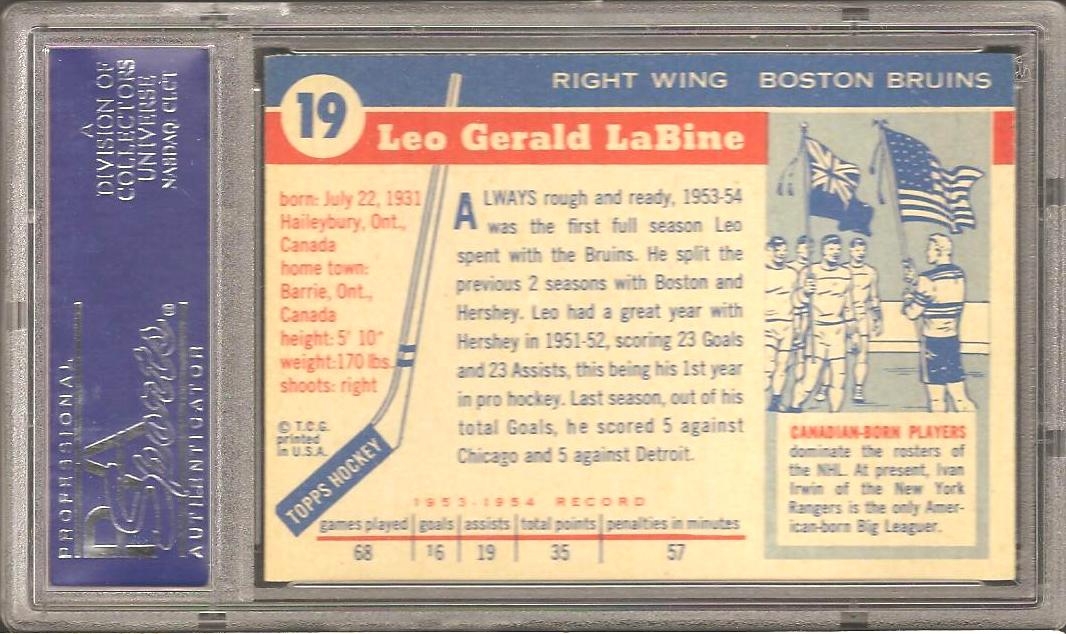 A
DIVISION OF
COLLECTORS
UNIVERSE
NASDAQ: CLCT
PROFESSIONAL
PSA
Sports®
AUTHENTICATOR
RIGHT WING BOSTON BRUINS
19
Leo Gerald LaBine
born: July 22, 1931
Haileybury, Ont.,
Canada
home town:
Barrie, Ont.,
Canada
height: 5' 10"
weight: 170 lbs.
shoots: right
© T.C.G.
printed
in U.S.A.
TOPPS HOCKEY
ALWAYS rough and ready, 1953-54
was the first full season Leo
spent with the Bruins. He split the
previous 2 seasons with Boston and
Hershey. Leo had a great year with
Hershey in 1951-52, scoring 23 Goals
and 23 Assists, this being his 1st year
in pro hockey. Last season, out of his
total Goals, he scored 5 against
Chicago and 5 against Detroit.
CANADIAN-BORN PLAYERS
dominate the rosters of
the NHL. At present, Ivan
Irwin of the New York
Rangers is the only Amer-
ican-born Big Leaguer.
1953-1954 RECORD
games played goals assists total points penalties in minutes
68 16 19 35 57